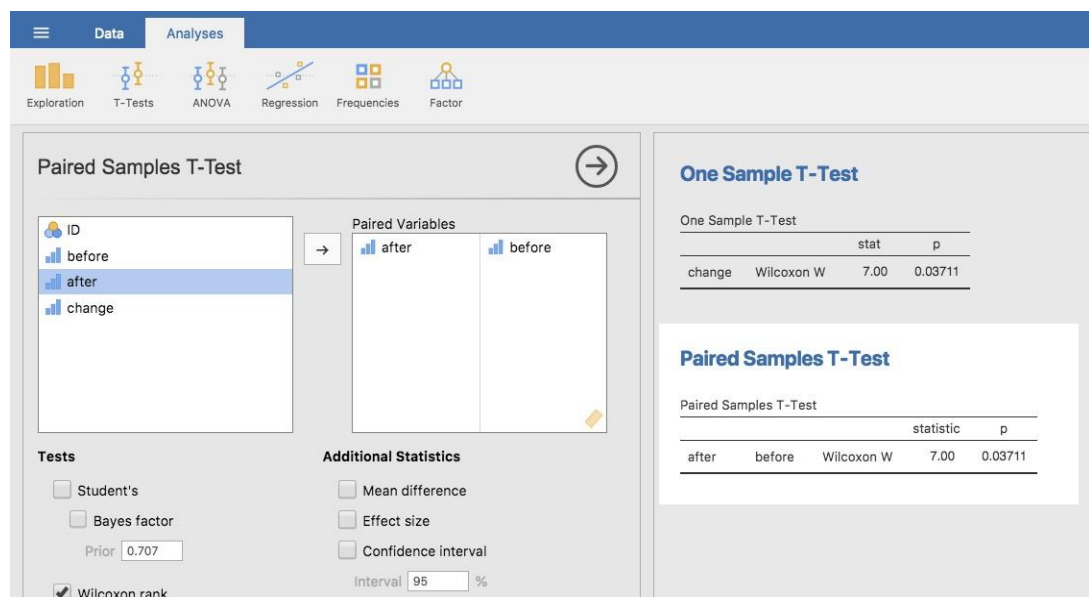 Data Analyses
Exploration T-Tests ANOVA Regression Frequencies Factor
Paired Samples T-Test
ID
before
after
change
Paired Variables
after before
Tests
Student's
Bayes factor
Prior 0.707
Wilcoxon rank
Additional Statistics
Mean difference
Effect size
Confidence interval
Interval 95 %
One Sample T-Test
One Sample T-Test
stat p
change Wilcoxon W 7.00 0.03711
Paired Samples T-Test
Paired Samples T-Test
statistic p
after before Wilcoxon W 7.00 0.03711